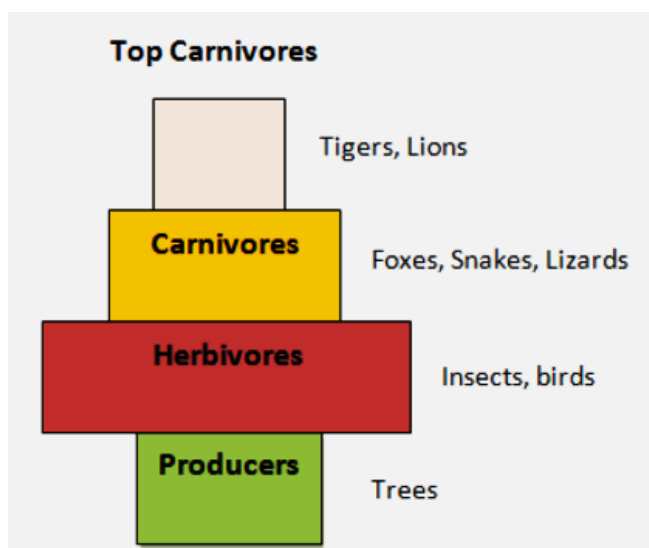 Top Carnivores
Tigers, Lions
Carnivores
Foxes, Snakes, Lizards
Herbivores
Insects, birds
Producers
Trees